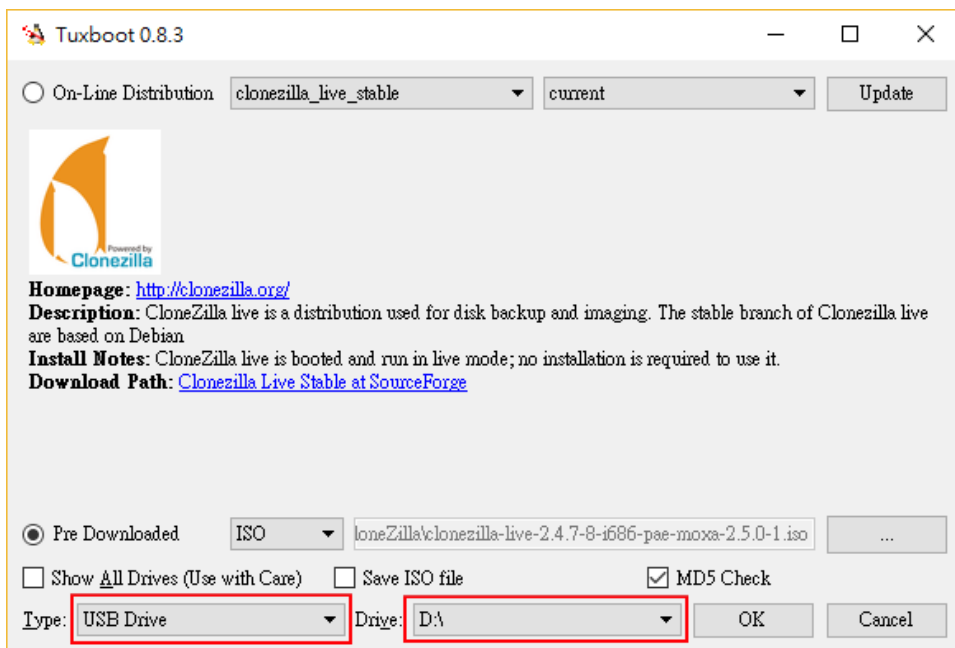 Tuxboot 0.8.3
On-Line Distribution clonezilla_live_stable current Update
Powered by
Clonezilla
Homepage: http://clonezilla.org/
Description: CloneZilla live is a distribution used for disk backup and imaging. The stable branch of Clonezilla live
are based on Debian
Install Notes: CloneZilla live is booted and run in live mode; no installation is required to use it.
Download Path: Clonezilla Live Stable at SourceForge
Pre Downloaded ISO loneZilla\clonezilla-live-2.4.7-8-i686-pae-moxa-2.5.0-1.iso ...
Show All Drives (Use with Care) Save ISO file MD5 Check
Type: USB Drive Drive: D:\ OK Cancel